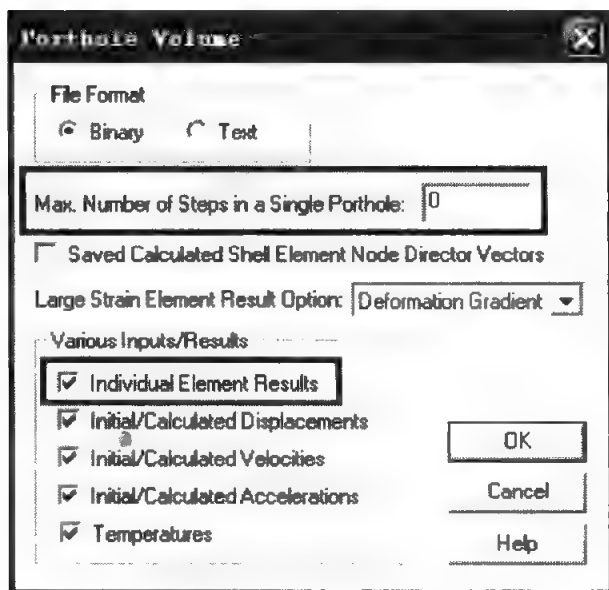 Porthole Volume
File Format
Binary Text
Max. Number of Steps in a Single Porthole: 0
Saved Calculated Shell Element Node Director Vectors
Large Strain Element Result Option: Deformation Gradient
Various Inputs/Results
Individual Element Results
Initial/Calculated Displacements
Initial/Calculated Velocities
Initial/Calculated Accelerations
Temperatures
OK
Cancel
Help